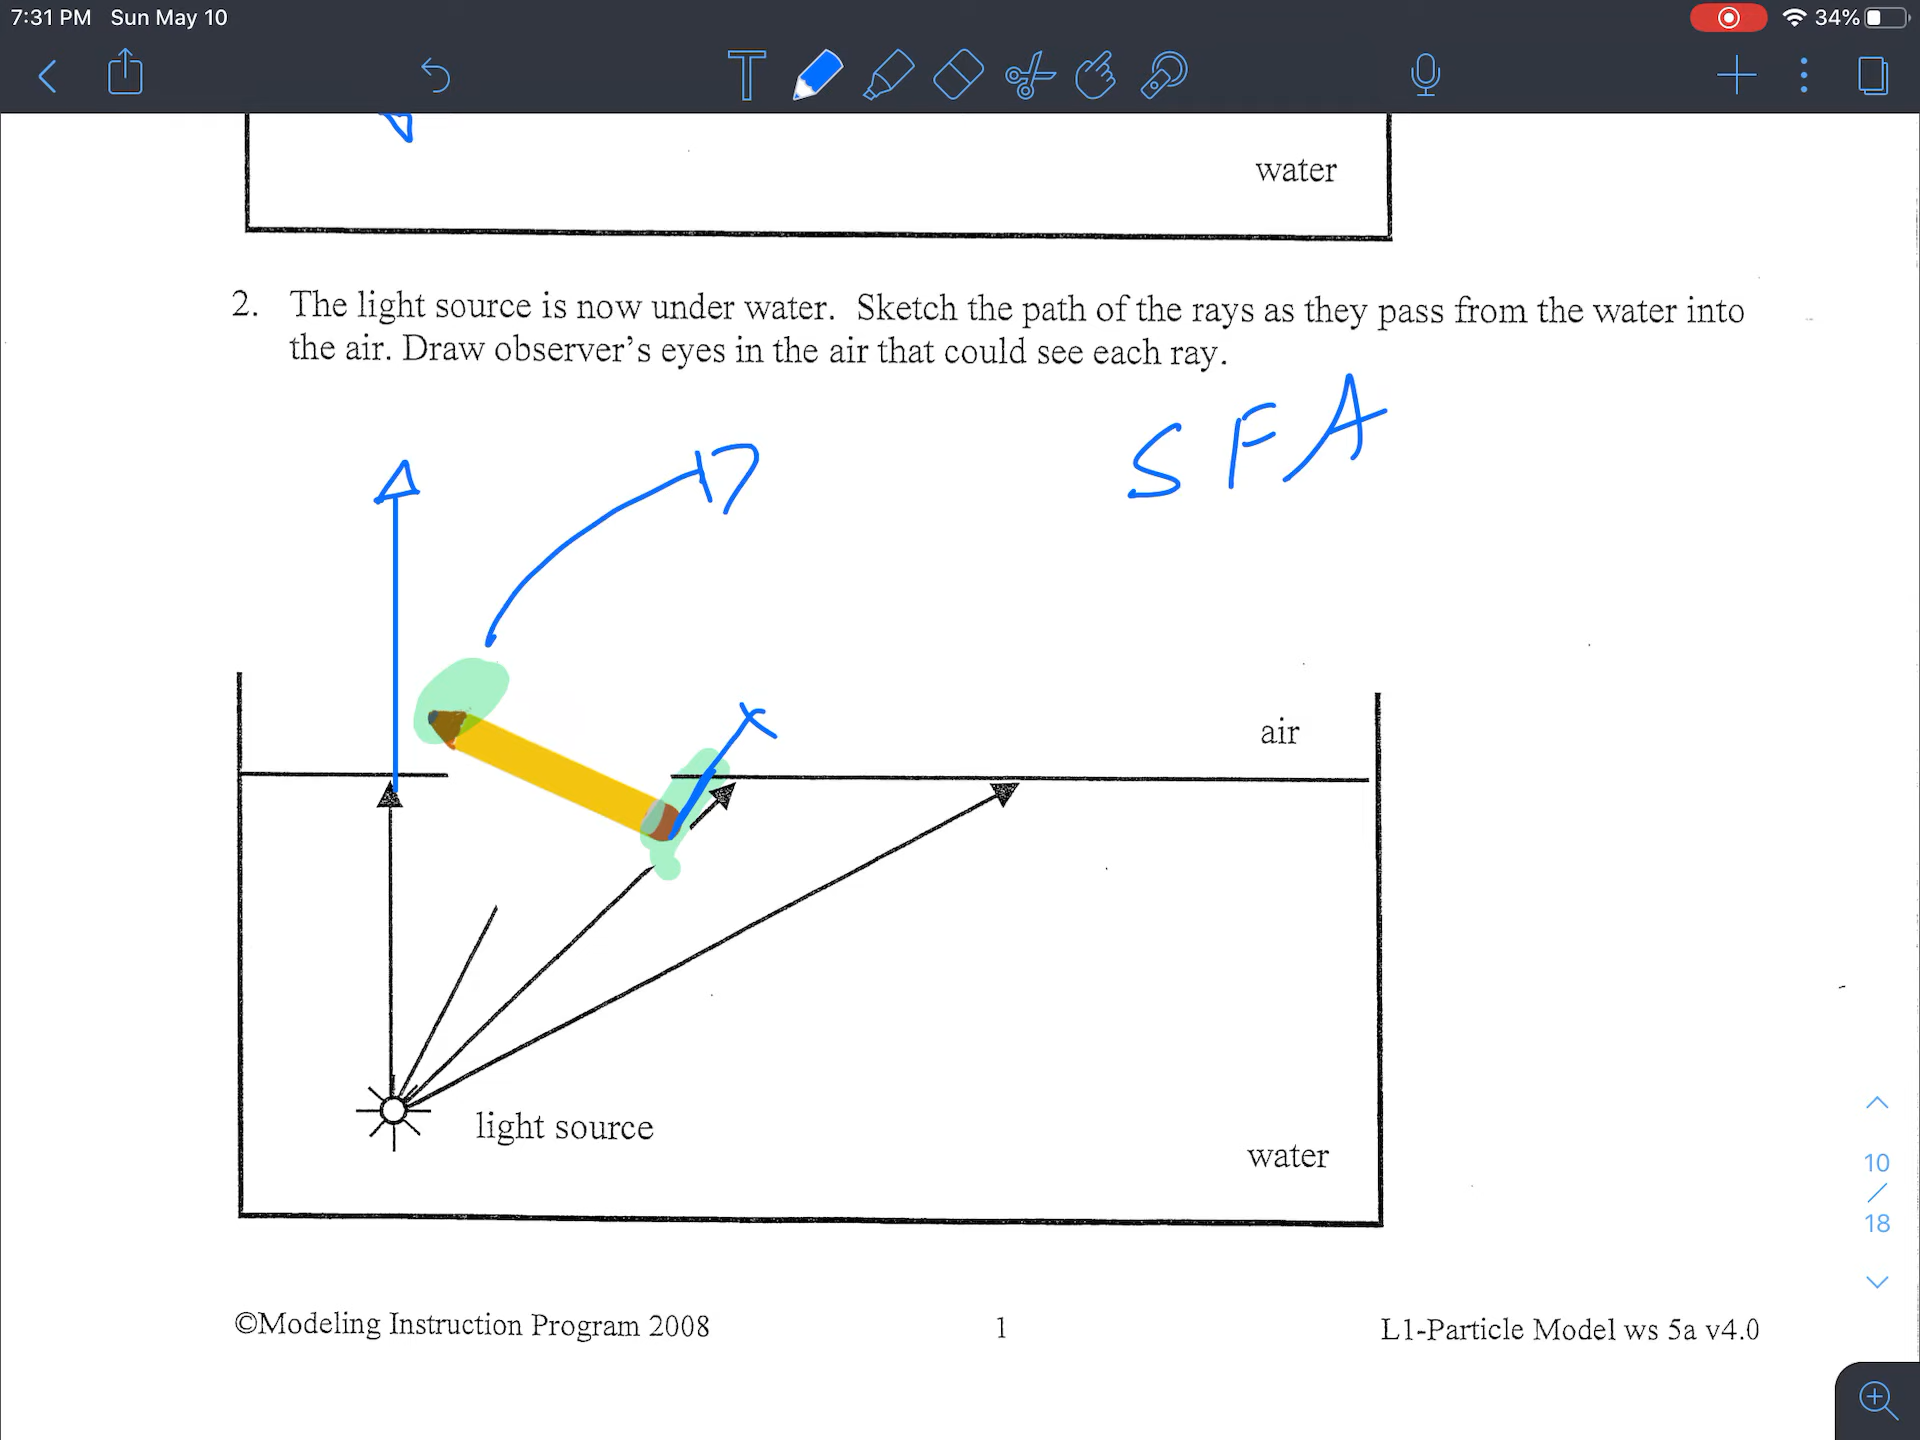 7:31 PM Sun May 10
34%
water
2. The light source is now under water. Sketch the path of the rays as they pass from the water into
the air. Draw observer's eyes in the air that could see each ray.
S F A
air
light source
water
10
/
18
©Modeling Instruction Program 2008 1 L1-Particle Model ws 5a v4.0